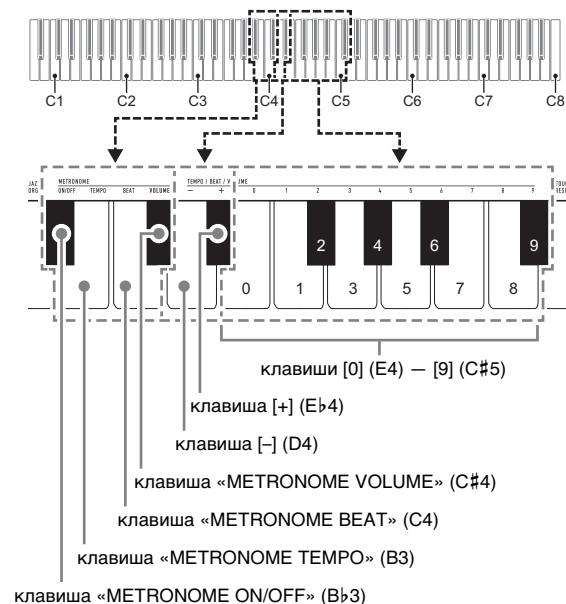 C1 C2 C3 C4 C5 C6 C7 C8
METRONOME TEMPO / BEAT / V UME
ON/OFF TEMPO BEAT VOLUME − + 0 1 2 3 4 5 6 7 8 9
JAZ
ORG
2 4 6 9
0 1 3 5 7 8
клавиши [0] (E4) — [9] (C♯5)
клавиша [+] (E♭4)
клавиша [–] (D4)
клавиша «METRONOME VOLUME» (C♯4)
клавиша «METRONOME BEAT» (C4)
клавиша «METRONOME TEMPO» (B3)
клавиша «METRONOME ON/OFF» (B♭3)